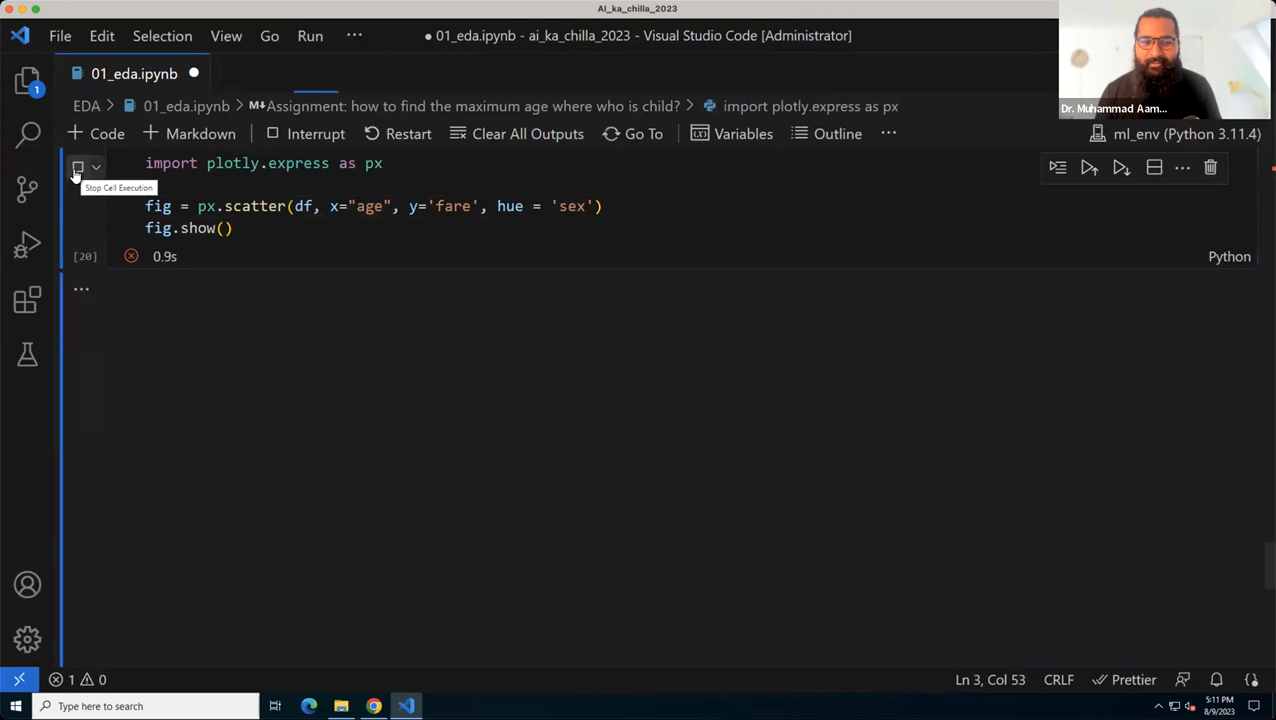 AI_ka_chilla_2023
File Edit Selection View Go Run ··· 01_eda.ipynb - ai_ka_chilla_2023 - Visual Studio Code [Administrator]
01_eda.ipynb
EDA > 01_eda.ipynb > M↓Assignment: how to find the maximum age where who is child? > import plotly.express as px
Dr. Muhammad Aam...
+ Code + Markdown Interrupt Restart Clear All Outputs Go To Variables Outline ··· ml_env (Python 3.11.4)
import plotly.express as px
Stop Cell Execution
fig = px.scatter(df, x="age", y='fare', hue = 'sex')
fig.show()
[20] 0.9s Python
...
1
1 0 Ln 3, Col 53 CRLF Prettier
Type here to search 5:11 PM
8/9/2023